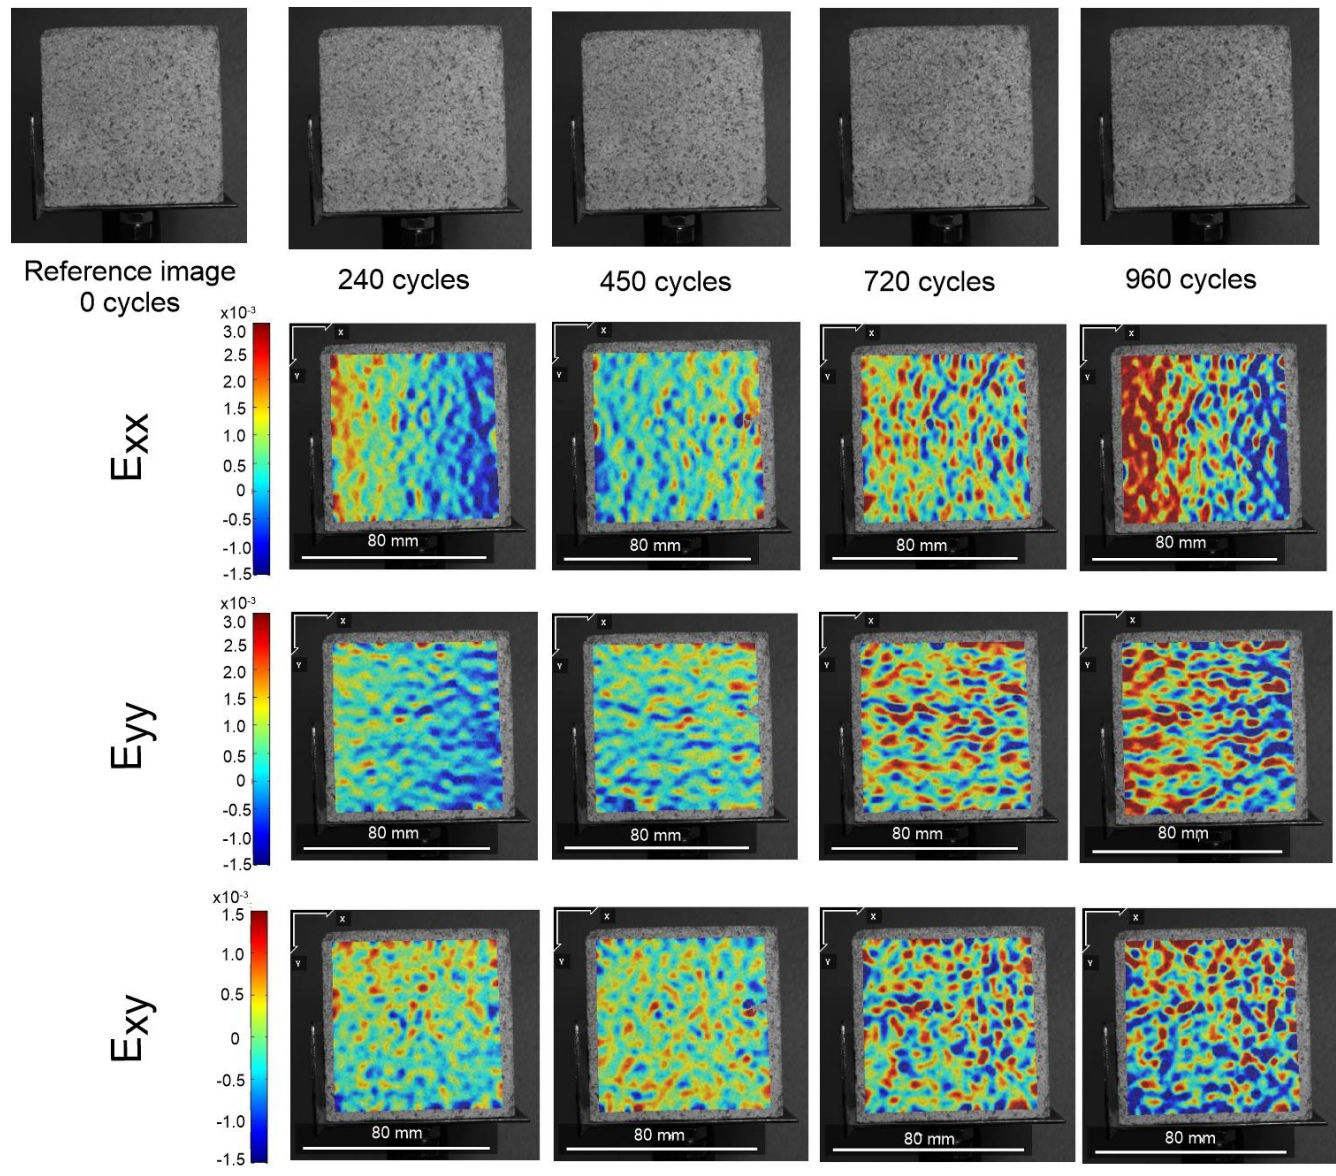 Reference image
0 cycles
240 cycles
450 cycles
720 cycles
960 cycles
Exx
x10⁻³
3.0
2.5
2.0
1.5
1.0
0.5
0
-0.5
-1.0
-1.5
X
Y
80 mm
X
Y
80 mm
X
Y
80 mm
X
Y
80 mm
Eyy
x10⁻³
3.0
2.5
2.0
1.5
1.0
0.5
0
-0.5
-1.0
-1.5
X
Y
80 mm
X
Y
80 mm
X
Y
80 mm
X
Y
80 mm
Exy
x10⁻³
1.5
1.0
0.5
0
-0.5
-1.0
-1.5
X
Y
80 mm
X
Y
80 mm
X
Y
80 mm
X
Y
80 mm